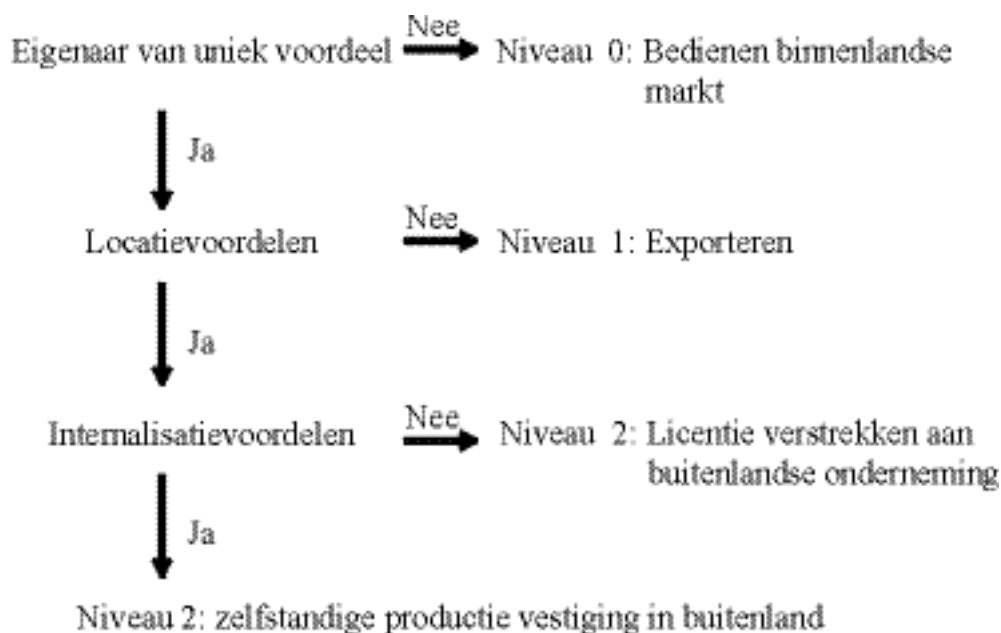 Nee
Eigenaar van uniek voordeel
Niveau 0: Bedienen binnenlandse
markt
Ja
Nee
Locatievoordelen
Niveau 1: Exporteren
Ja
Nee
Internalisatievoordelen
Niveau 2: Licentie verstrekken aan
buitenlandse onderneming
Ja
Niveau 2: zelfstandige productie vestiging in buitenland